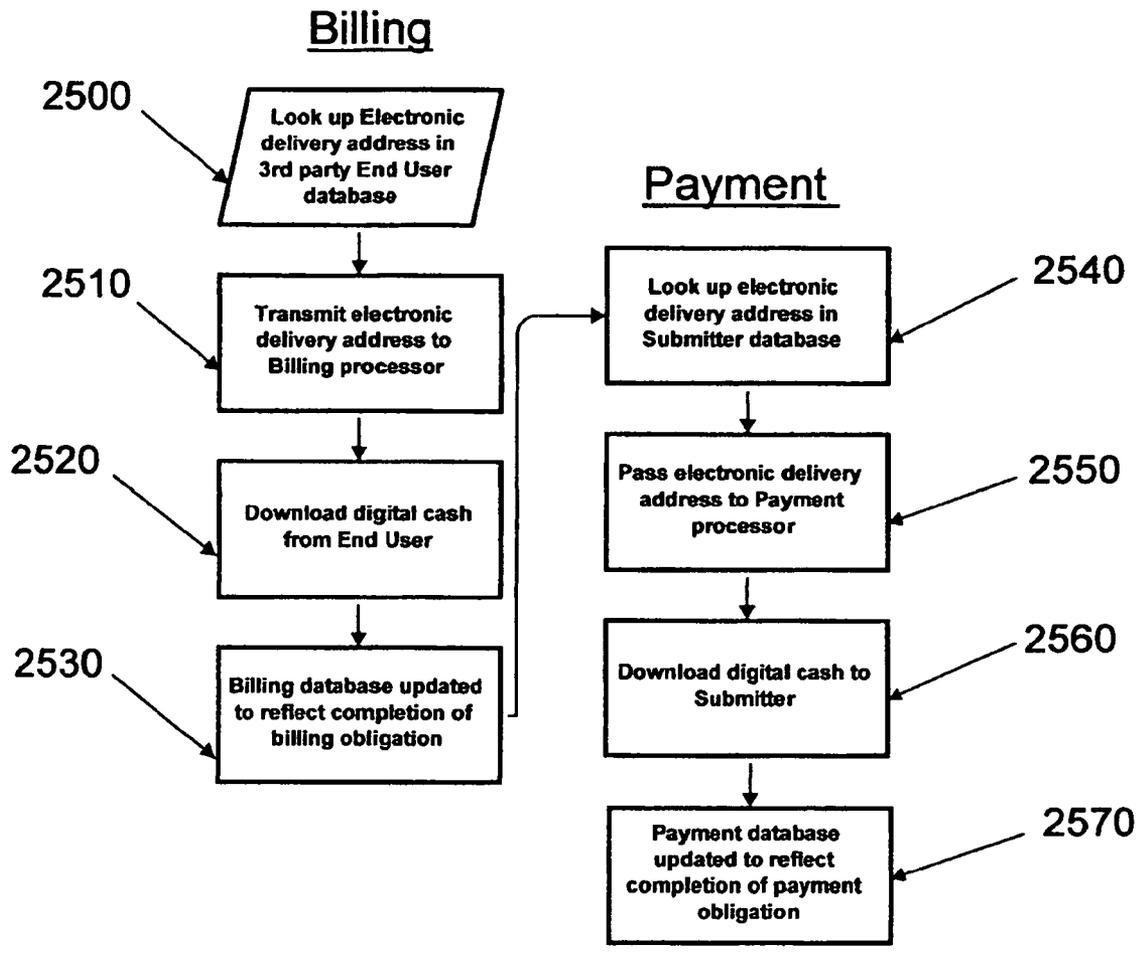 Billing
2500
Look up Electronic
delivery address in
3rd party End User
database
2510
Transmit electronic
delivery address to
Billing processor
2520
Download digital cash
from End User
2530
Billing database updated
to reflect completion of
billing obligation
Payment
2540
Look up electronic
delivery address in
Submitter database
2550
Pass electronic delivery
address to Payment
processor
2560
Download digital cash to
Submitter
2570
Payment database
updated to reflect
completion of payment
obligation